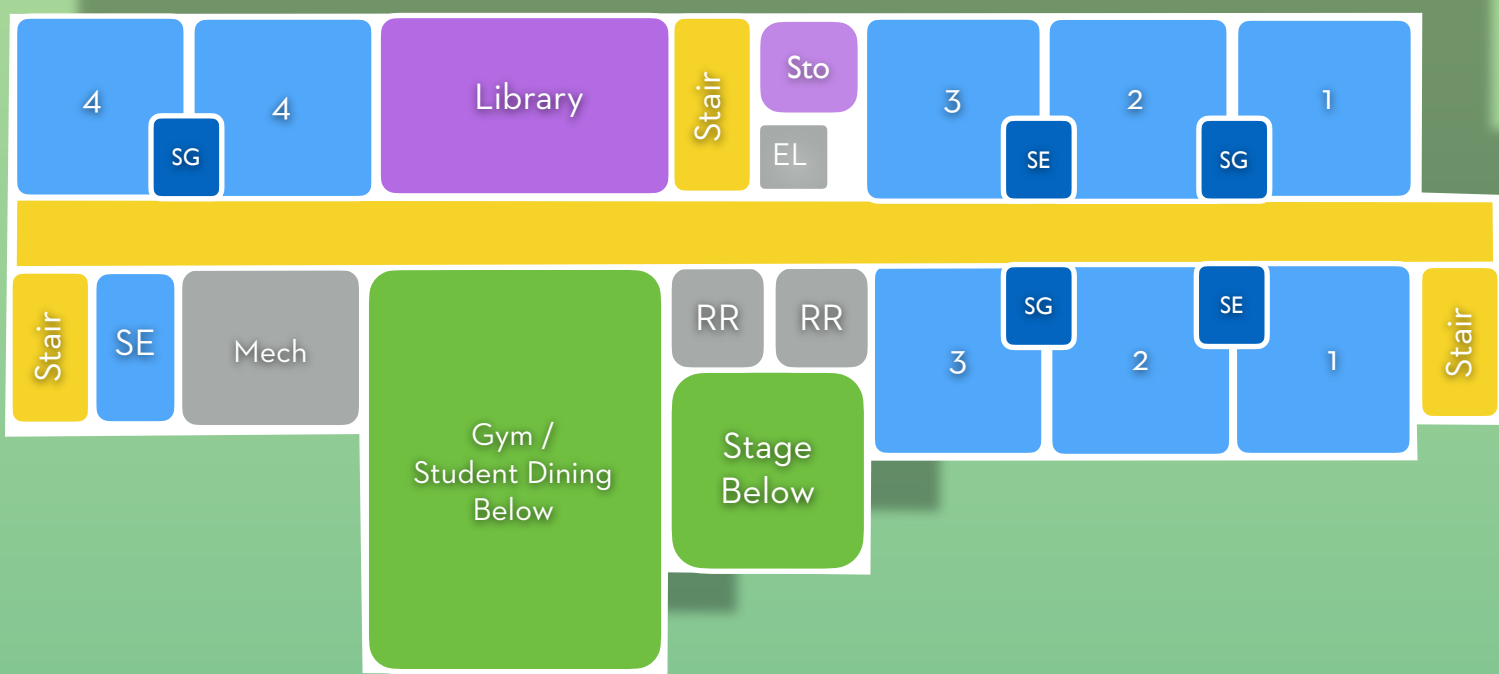 4
4
Library
Stair
Sto
EL
3
2
1
SG
SE
SG
Stair
SE
Mech
Gym /
Student Dining
Below
RR
RR
Stage
Below
SG
SE
3
2
1
Stair